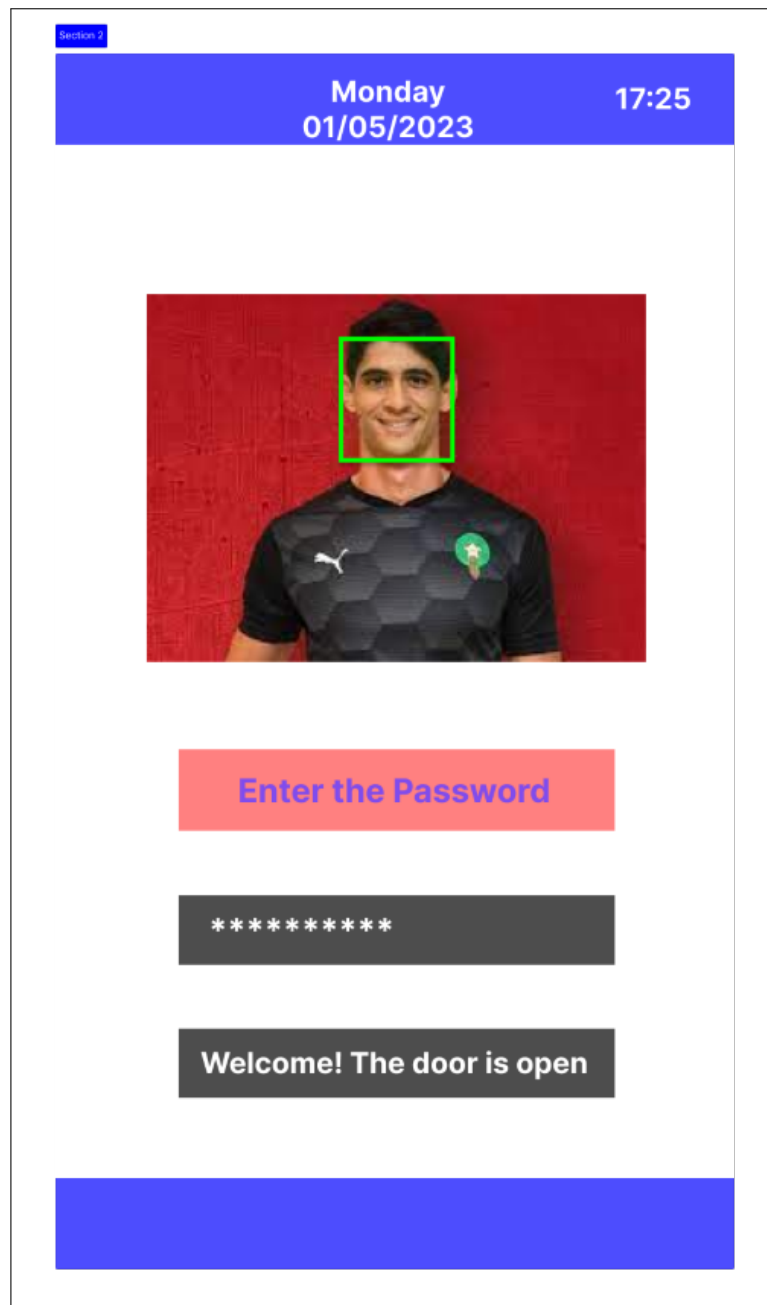 Section 2
Monday
17:25
01/05/2023
Enter the Password
**********
Welcome! The door is open